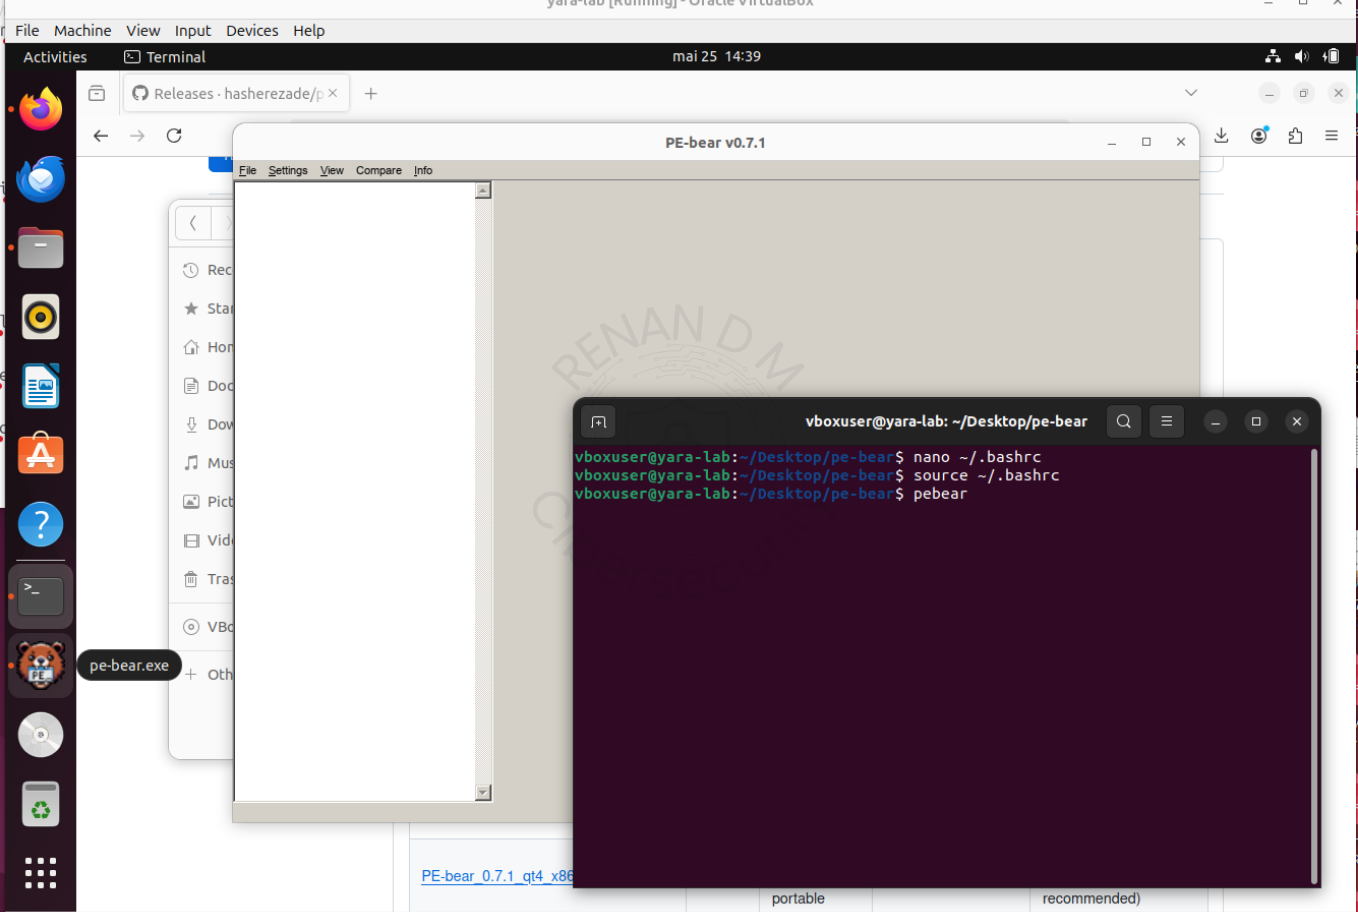 yara-lab [Running] - Oracle VirtualBox
File Machine View Input Devices Help
Activities Terminal mai 25 14:39
Releases · hasherezade/p
PE-bear v0.7.1
File Settings View Compare Info
Rec
Star
Hom
Doc
Dow
Mus
Pict
Vide
Tras
VBo
Oth
RENAN D M
vboxuser@yara-lab: ~/Desktop/pe-bear
vboxuser@yara-lab:~/Desktop/pe-bear$ nano ~/.bashrc
vboxuser@yara-lab:~/Desktop/pe-bear$ source ~/.bashrc
vboxuser@yara-lab:~/Desktop/pe-bear$ pebear
PE
pe-bear.exe
PE-bear_0.7.1_qt4_x86
portable
recommended)